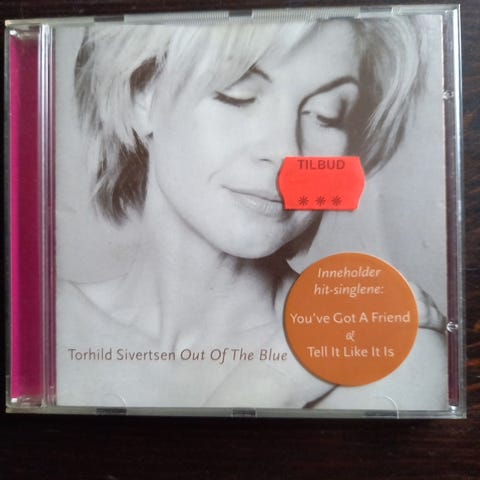 TILBUD
***
Inneholder
hit-singlene:
You've Got A Friend
&
Tell It Like It Is
Torhild Sivertsen Out Of The Blue